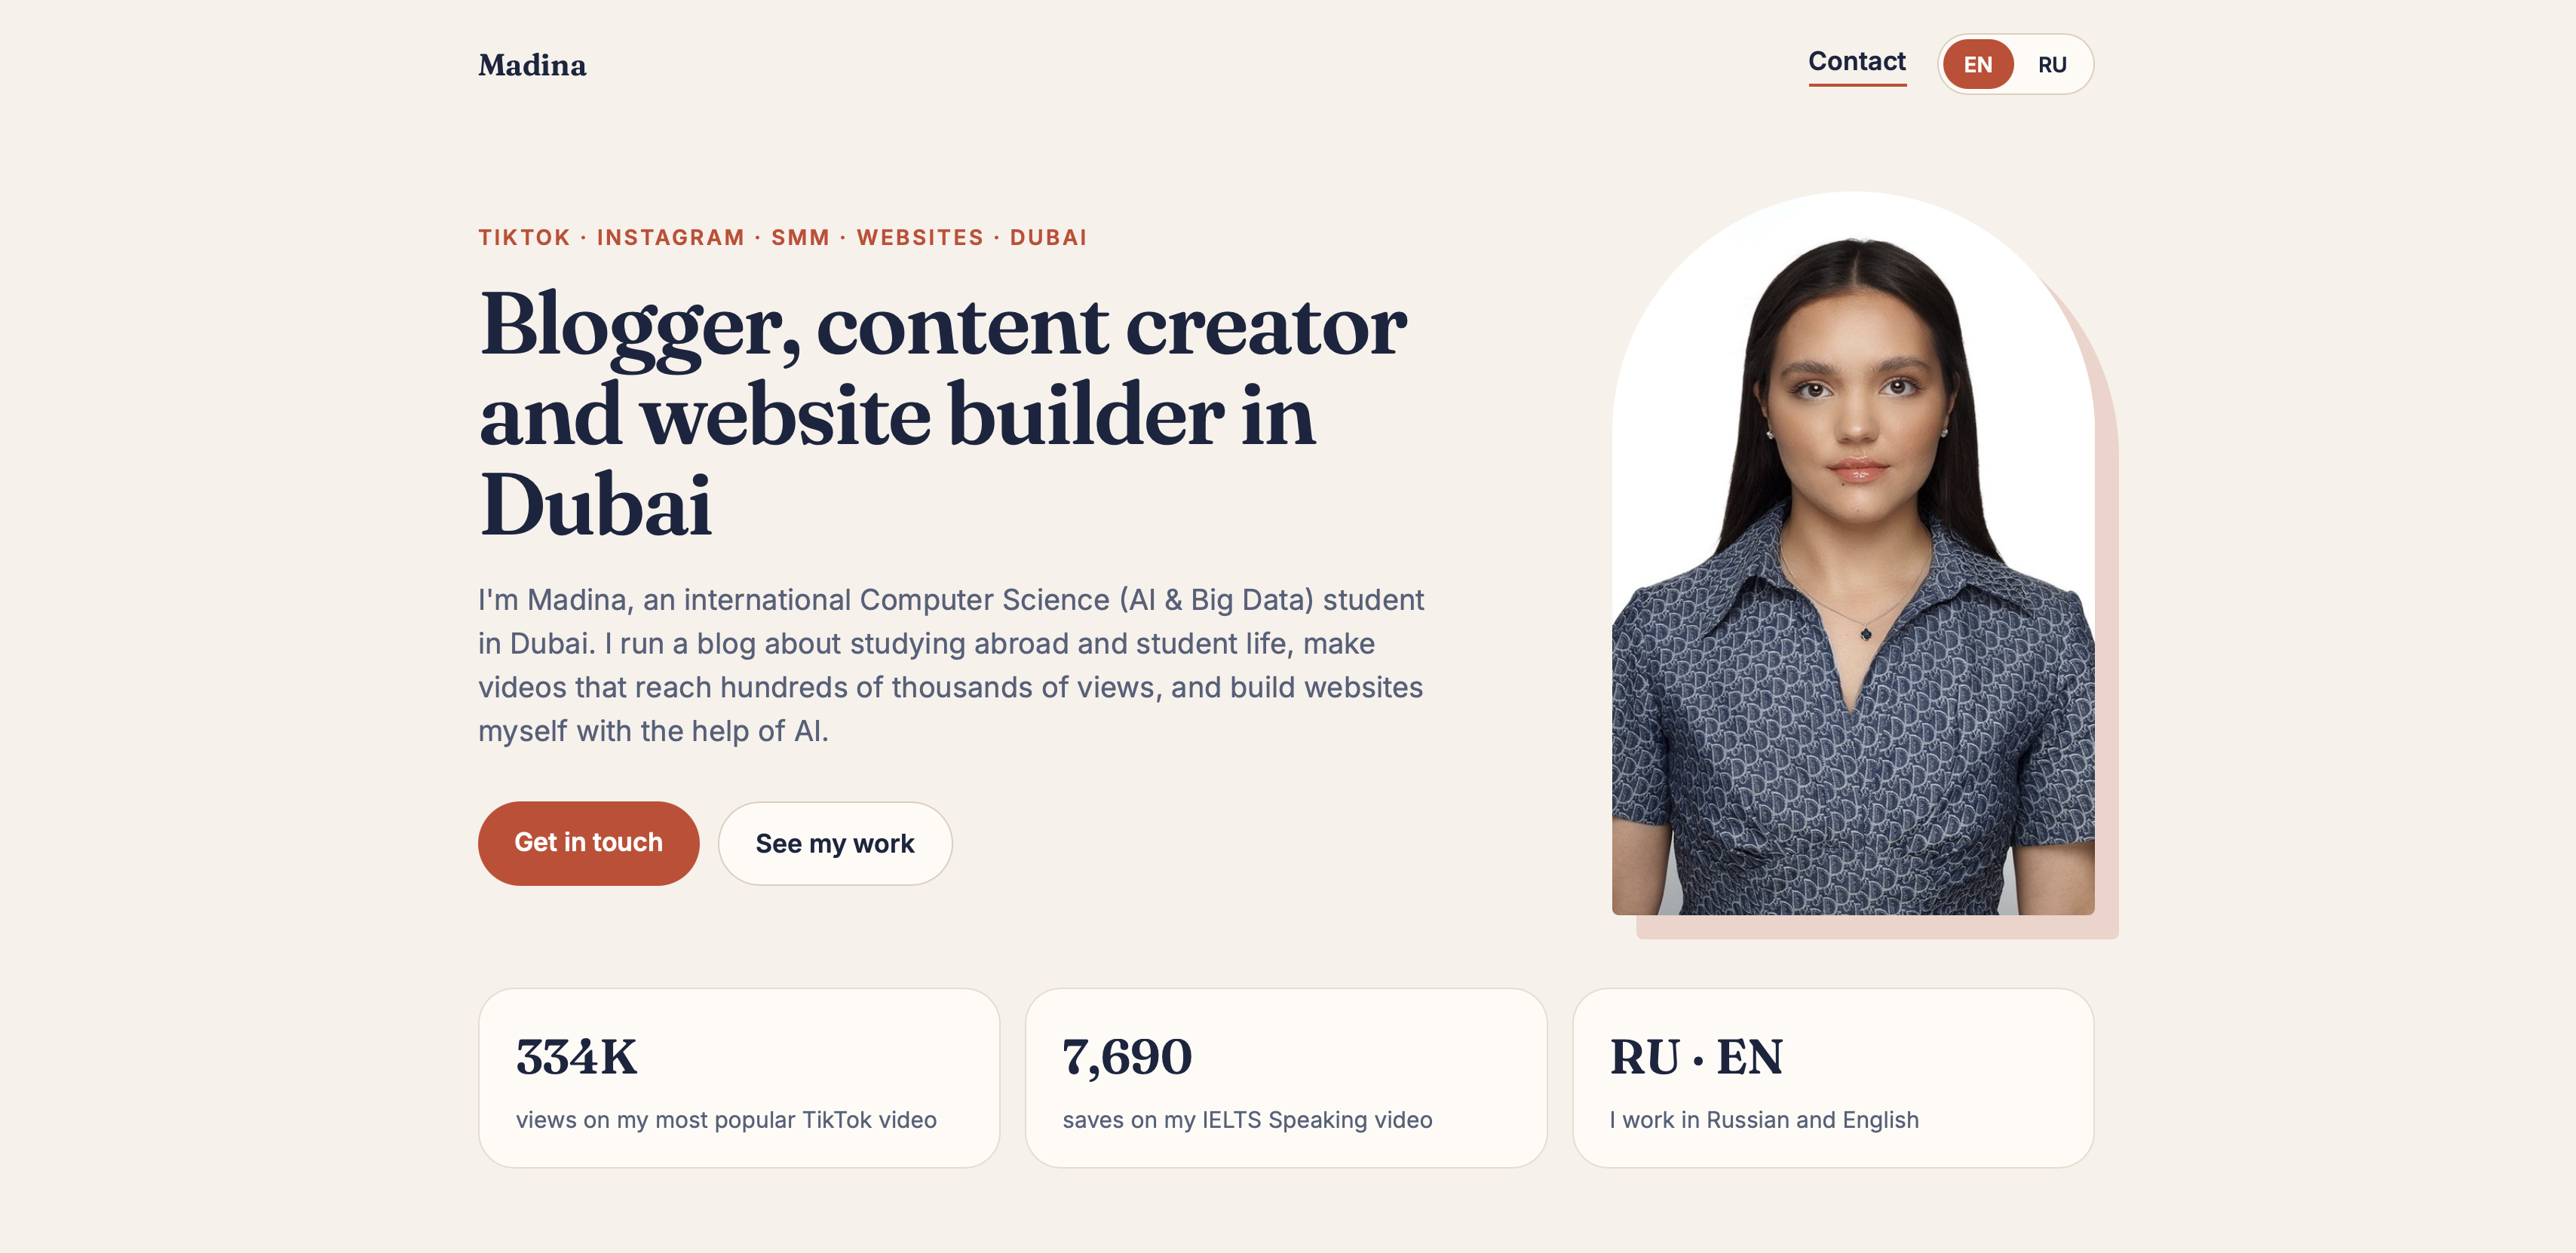 Madina
Contact
EN
RU
TIKTOK · INSTAGRAM · SMM · WEBSITES · DUBAI
Blogger, content creator
and website builder in
Dubai
I'm Madina, an international Computer Science (AI & Big Data) student
in Dubai. I run a blog about studying abroad and student life, make
videos that reach hundreds of thousands of views, and build websites
myself with the help of AI.
Get in touch
See my work
334K
views on my most popular TikTok video
7,690
saves on my IELTS Speaking video
RU · EN
I work in Russian and English